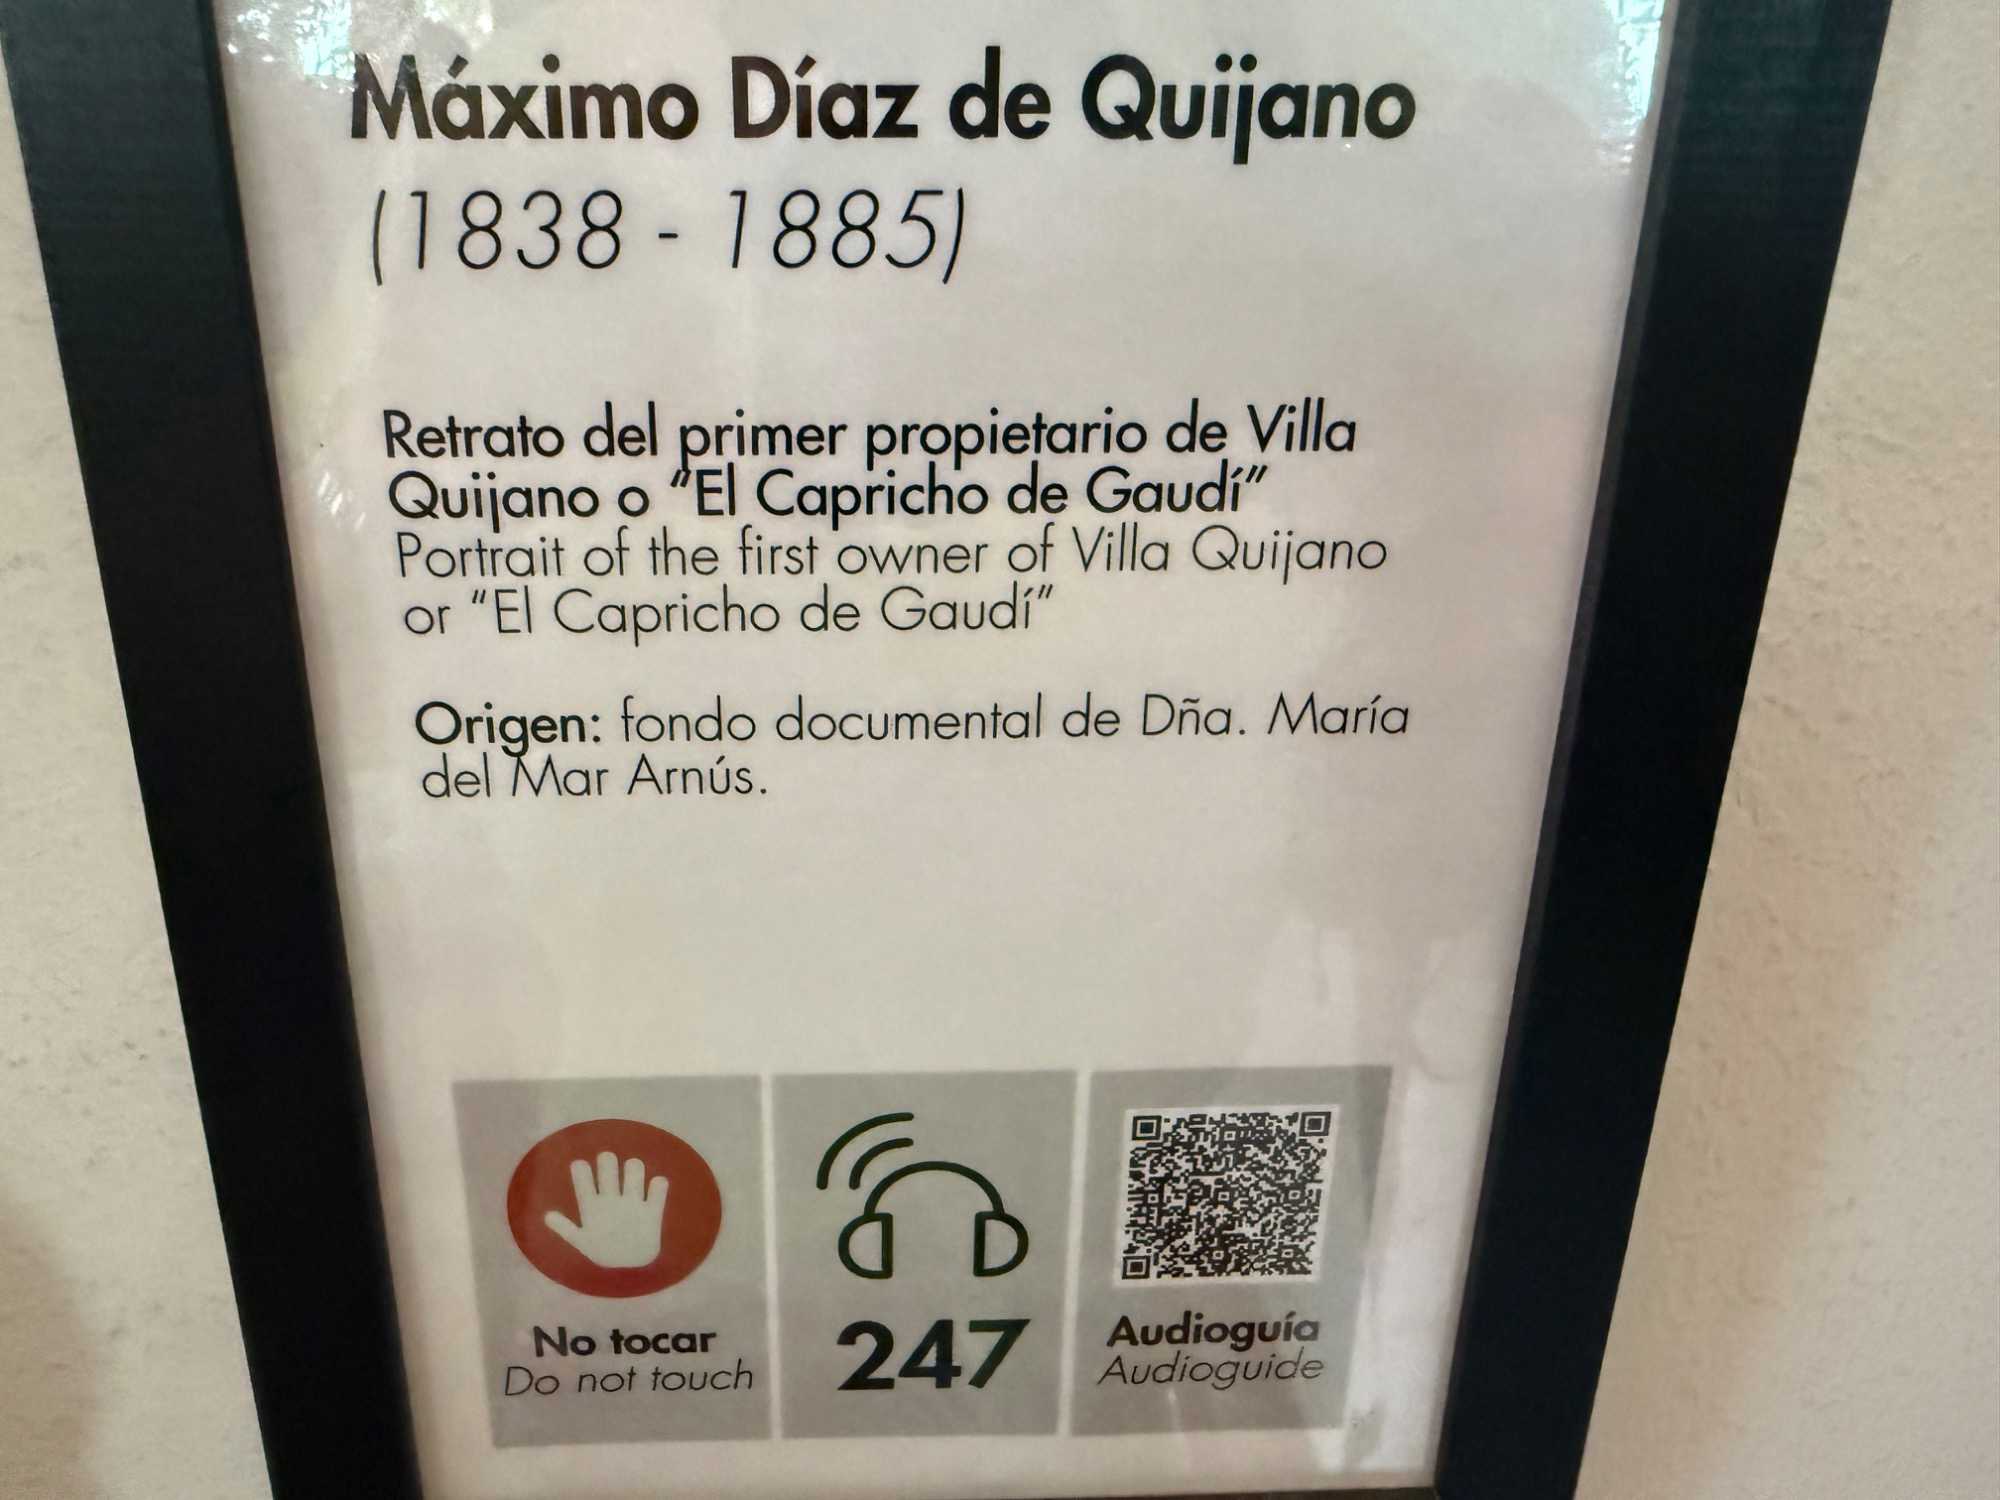 Máximo Díaz de Quijano
(1838 - 1885)
Retrato del primer propietario de Villa
Quijano o "El Capricho de Gaudí"
Portrait of the first owner of Villa Quijano
or "El Capricho de Gaudí"
Origen: fondo documental de Dña. María
del Mar Arnús.
No tocar
Do not touch
247
Audioguía
Audioguide